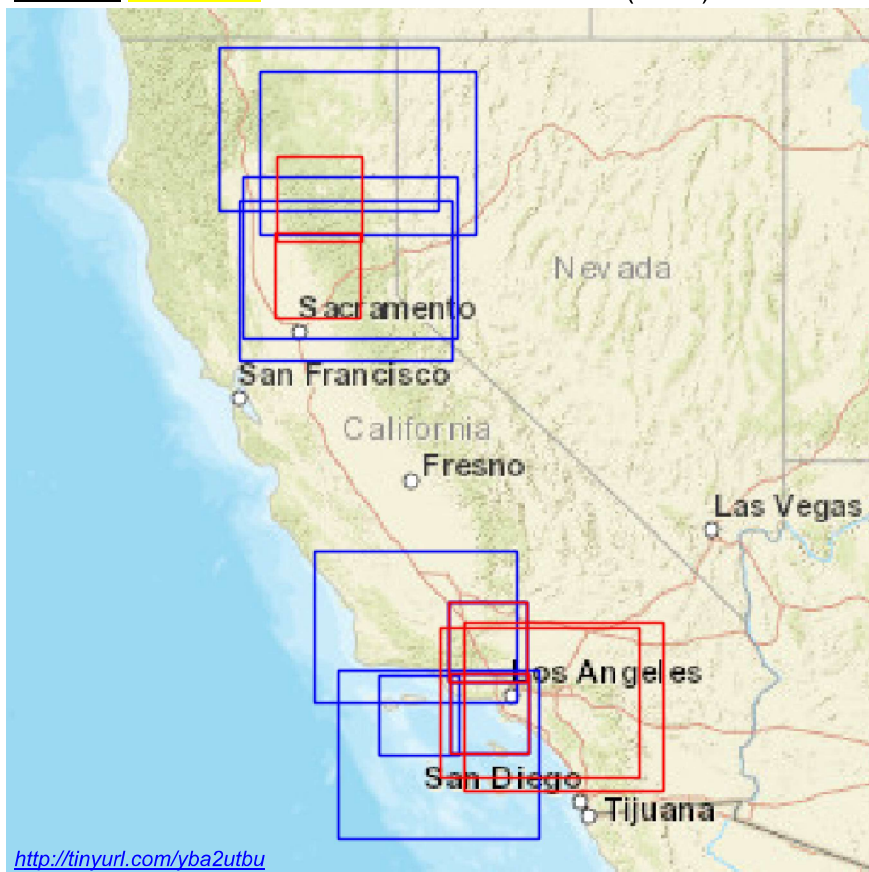 Nevada
Sacramento
San Francisco
California
Fresno
Las Vegas
Los Angeles
San Diego
Tijuana
http://tinyurl.com/yba2utbu